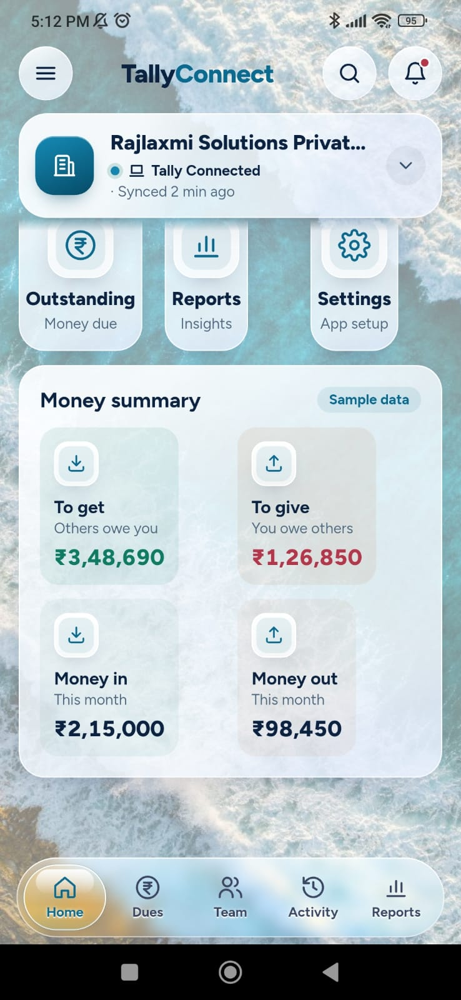 5:12 PM
95
TallyConnect
Rajlaxmi Solutions Privat...
Tally Connected
· Synced 2 min ago
Outstanding
Money due
Reports
Insights
Settings
App setup
Money summary
Sample data
To get
Others owe you
₹3,48,690
To give
You owe others
₹1,26,850
Money in
This month
₹2,15,000
Money out
This month
₹98,450
Home
Dues
Team
Activity
Reports